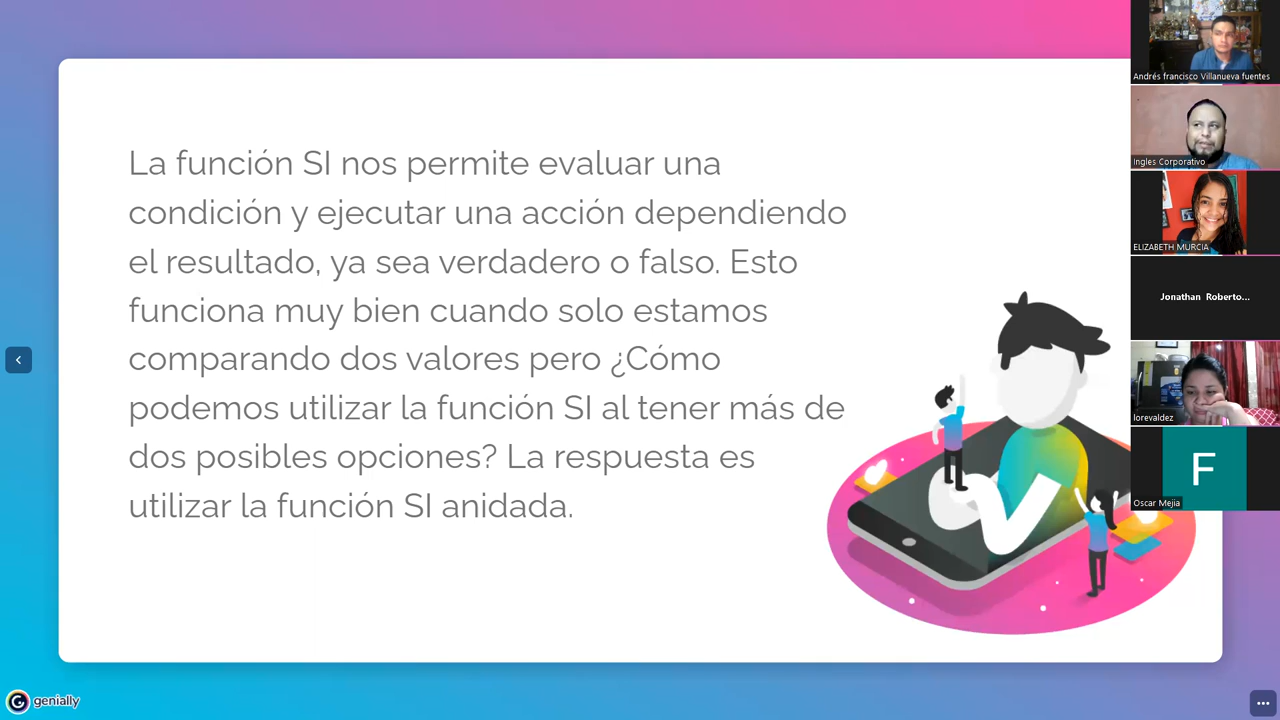 La función SI nos permite evaluar una
condición y ejecutar una acción dependiendo
el resultado, ya sea verdadero o falso. Esto
funciona muy bien cuando solo estamos
comparando dos valores pero ¿Cómo
podemos utilizar la función SI al tener más de
dos posibles opciones? La respuesta es
utilizar la función SI anidada.
Andrés francisco Villanueva fuentes
Ingles Corporativo
ELIZABETH MURCIA
Jonathan Roberto...
lorevaldez
F
Oscar Mejia
genially